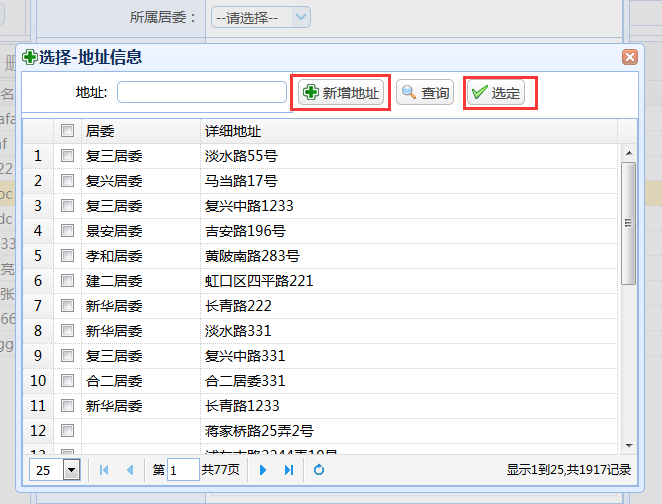 所属居委： --请选择--
选择-地址信息
地址: 新增地址 查询 选定
居委 详细地址
1 复三居委 淡水路55号
2 复兴居委 马当路17号
3 复三居委 复兴中路1233
4 景安居委 吉安路196号
5 孝和居委 黄陂南路283号
6 建二居委 虹口区四平路221
7 新华居委 长青路222
8 新华居委 淡水路331
9 复三居委 复兴中路331
10 合二居委 合二居委331
11 新华居委 长青路1233
12 蒋家桥路25弄2号
25 第 1 共77页 显示1到25,共1917记录